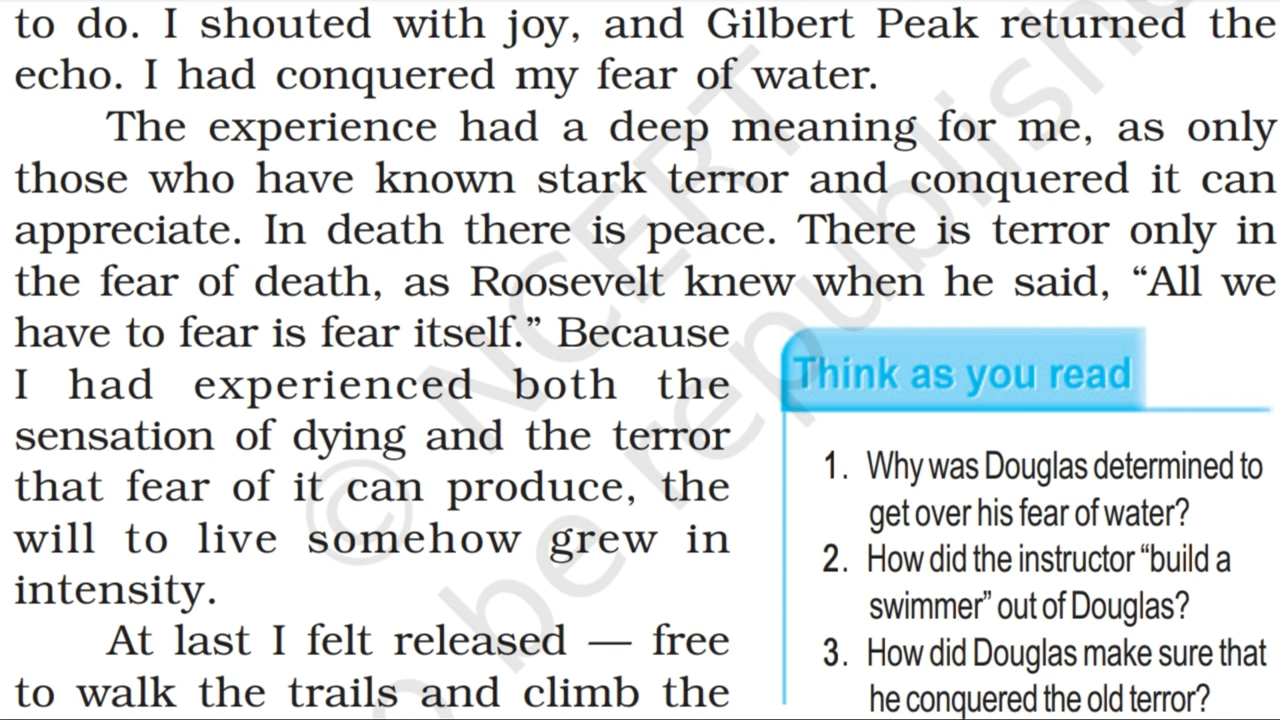 to do. I shouted with joy, and Gilbert Peak returned the
echo. I had conquered my fear of water.
The experience had a deep meaning for me, as only
those who have known stark terror and conquered it can
appreciate. In death there is peace. There is terror only in
the fear of death, as Roosevelt knew when he said, “All we
have to fear is fear itself.” Because
I had experienced both the
sensation of dying and the terror
that fear of it can produce, the
will to live somehow grew in
intensity.
At last I felt released — free
to walk the trails and climb the
Think as you read
1. Why was Douglas determined to
get over his fear of water?
2. How did the instructor “build a
swimmer” out of Douglas?
3. How did Douglas make sure that
he conquered the old terror?
© NCERT
be republishe